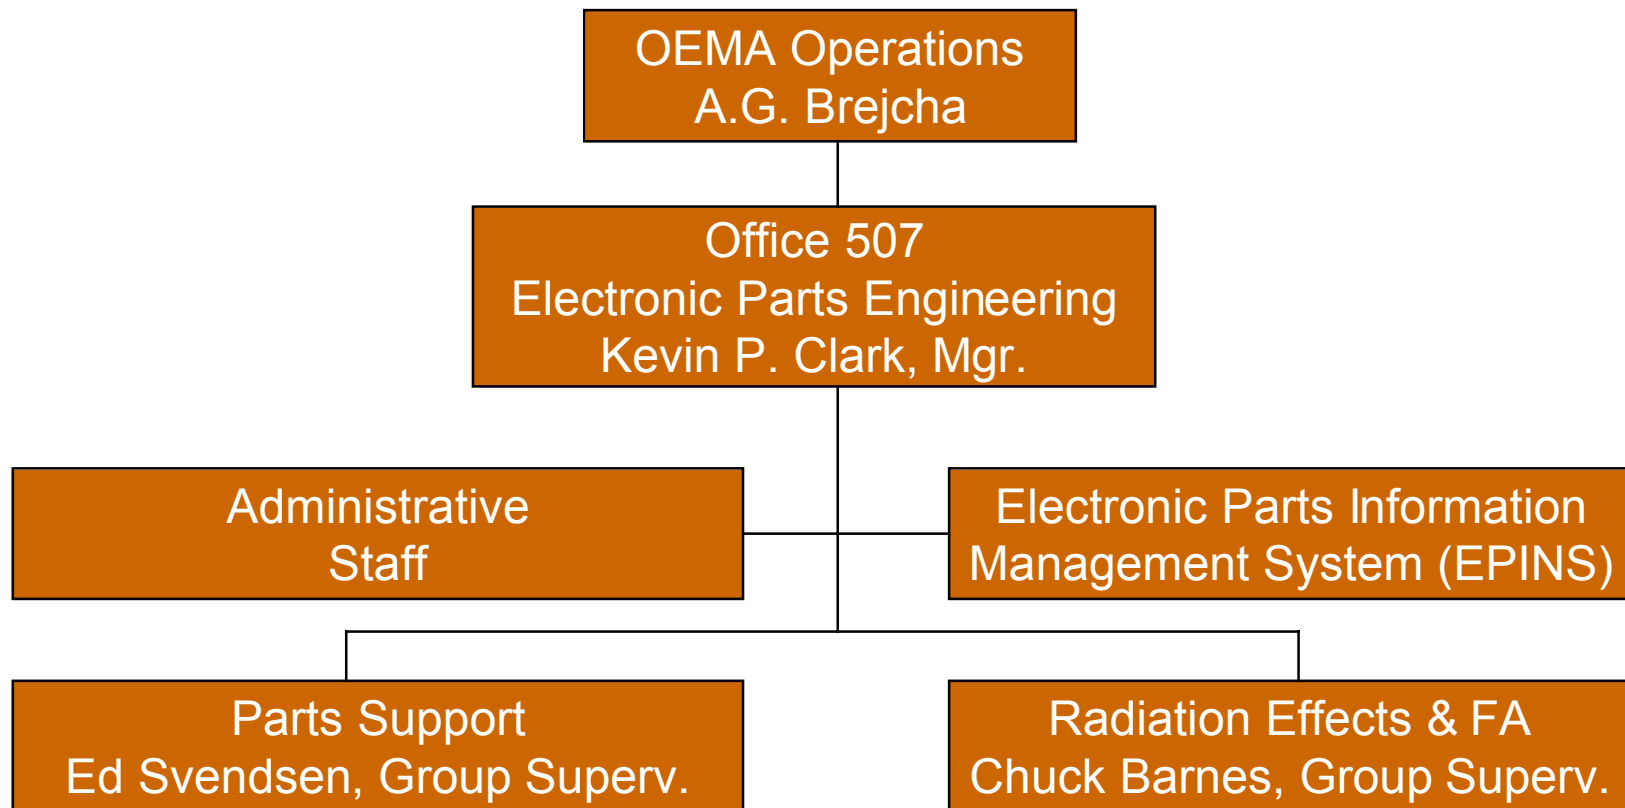 OEMA Operations
A.G. Brejcha
Office 507
Electronic Parts Engineering
Kevin P. Clark, Mgr.
Administrative
Staff
Electronic Parts Information
Management System (EPINS)
Parts Support
Ed Svendsen, Group Superv.
Radiation Effects & FA
Chuck Barnes, Group Superv.